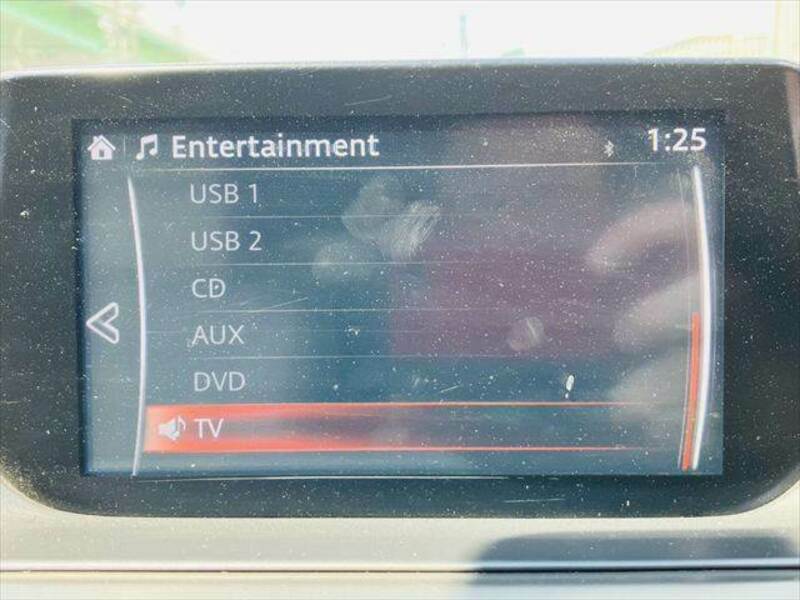 Entertainment 1:25
USB 1
USB 2
CD
AUX
DVD
TV